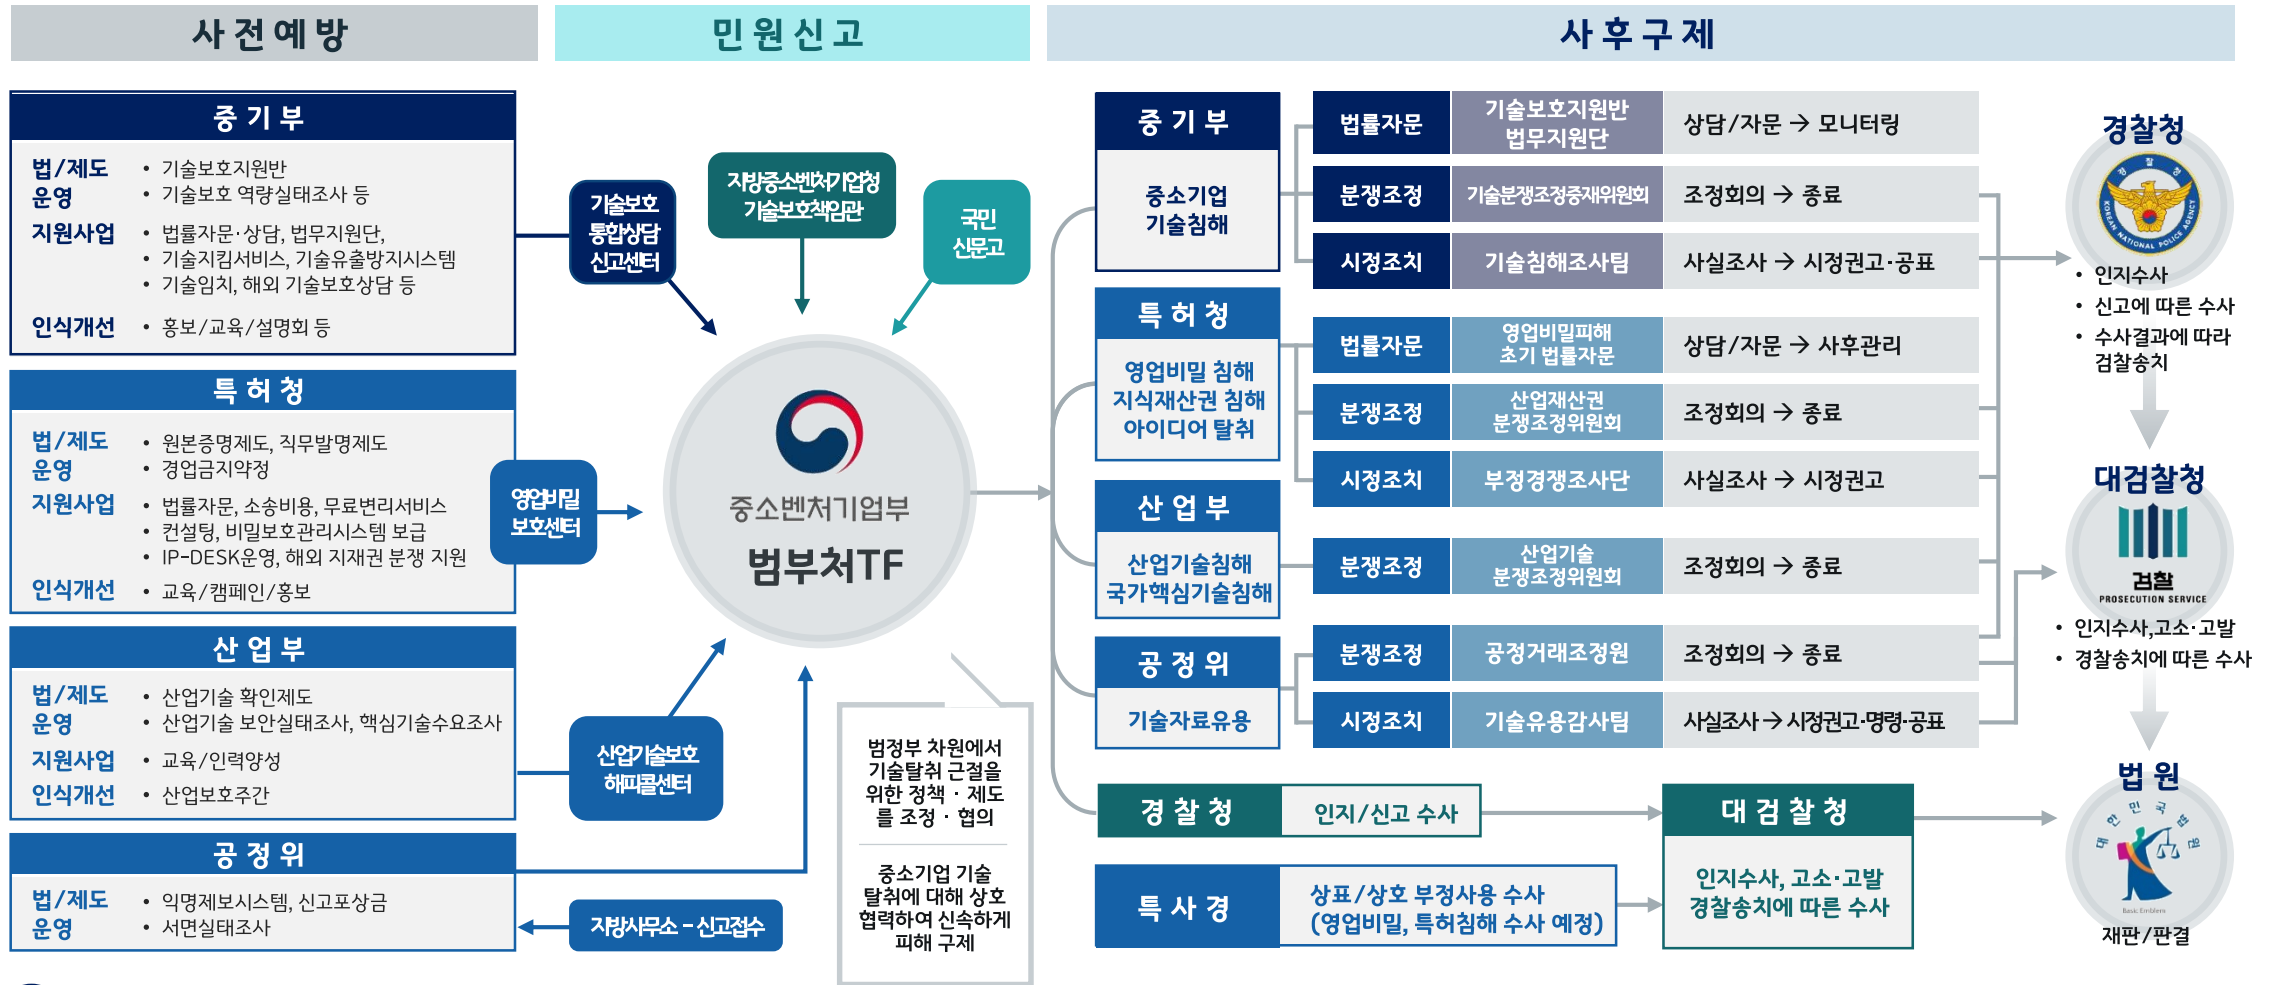 사전예방
민원신고
사후구제
중기부
법/제도
운영
• 기술보호지원반
• 기술보호 역량실태조사 등
지원사업
• 법률자문·상담, 법무지원단,
• 기술지킴서비스, 기술유출방지시스템
• 기술임치, 해외 기술보호상담 등
인식개선
• 홍보/교육/설명회 등
특허청
법/제도
운영
• 원본증명제도, 직무발명제도
• 경업금지약정
지원사업
• 법률자문, 소송비용, 무료변리서비스
• 컨설팅, 비밀보호관리시스템 보급
• IP-DESK운영, 해외 지재권 분쟁 지원
인식개선
• 교육/캠페인/홍보
산업부
법/제도
운영
• 산업기술 확인제도
• 산업기술 보안실태조사, 핵심기술수요조사
지원사업
• 교육/인력양성
인식개선
• 산업보호주간
공정위
법/제도
운영
• 익명제보시스템, 신고포상금
• 서면실태조사
기술보호
통합상담
신고센터
지방중소벤처기업청
기술보호책임관
국민
신문고
영업비밀
보호센터
중소벤처기업부
범부처TF
산업기술보호
해피콜센터
지방사무소 - 신고접수
범정부 차원에서
기술탈취 근절을
위한 정책 · 제도
를 조정 · 협의
중소기업 기술
탈취에 대해 상호
협력하여 신속하게
피해 구제
중기부
중소기업
기술침해
법률자문
기술보호지원반
법무지원단
상담/자문 → 모니터링
분쟁조정
기술분쟁조정중재위원회
조정회의 → 종료
시정조치
기술침해조사팀
사실조사 → 시정권고·공표
특허청
영업비밀 침해
지식재산권 침해
아이디어 탈취
법률자문
영업비밀피해
초기 법률자문
상담/자문 → 사후관리
분쟁조정
산업재산권
분쟁조정위원회
조정회의 → 종료
시정조치
부정경쟁조사단
사실조사 → 시정권고
산업부
산업기술침해
국가핵심기술침해
분쟁조정
산업기술
분쟁조정위원회
조정회의 → 종료
공정위
기술자료유용
분쟁조정
공정거래조정원
조정회의 → 종료
시정조치
기술유용감사팀
사실조사 → 시정권고·명령·공표
경찰청
인지/신고 수사
특사경
상표/상호 부정사용 수사
(영업비밀, 특허침해 수사 예정)
대검찰청
인지수사, 고소·고발
경찰송치에 따른 수사
경찰청
경찰청
KOREAN NATIONAL POLICE AGENCY
• 인지수사
• 신고에 따른 수사
• 수사결과에 따라
검찰송치
대검찰청
검찰
PROSECUTION SERVICE
• 인지수사,고소·고발
• 경찰송치에 따른 수사
법원
대한민국법원
Basic Emblem
재판/판결